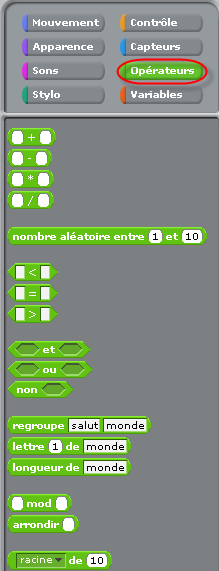 Mouvement Contrôle
Apparence Capteurs
Sons Opérateurs
Stylo Variables
+
-
*
/
nombre aléatoire entre 1 et 10
<
=
>
et
ou
non
regroupe salut monde
lettre 1 de monde
longueur de monde
mod
arrondir
racine de 10